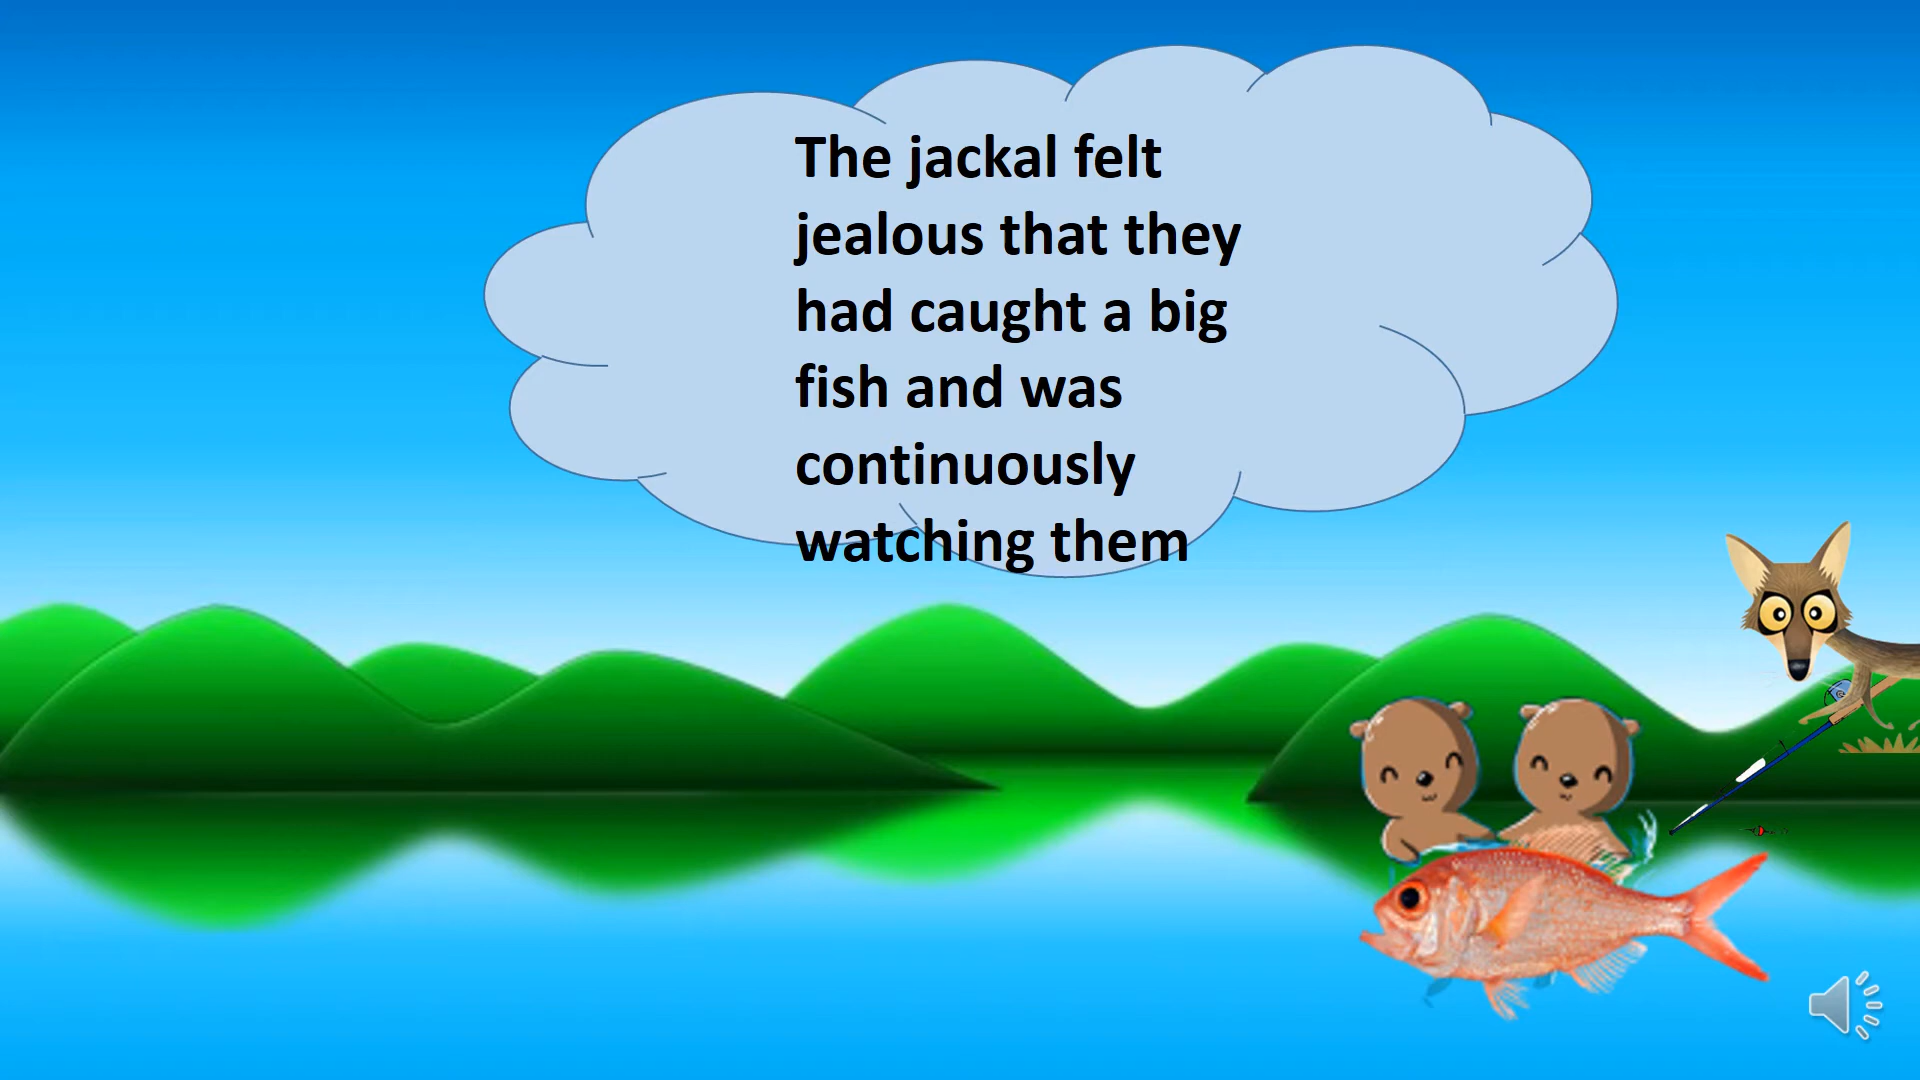 The jackal felt
jealous that they
had caught a big
fish and was
continuously
watching them